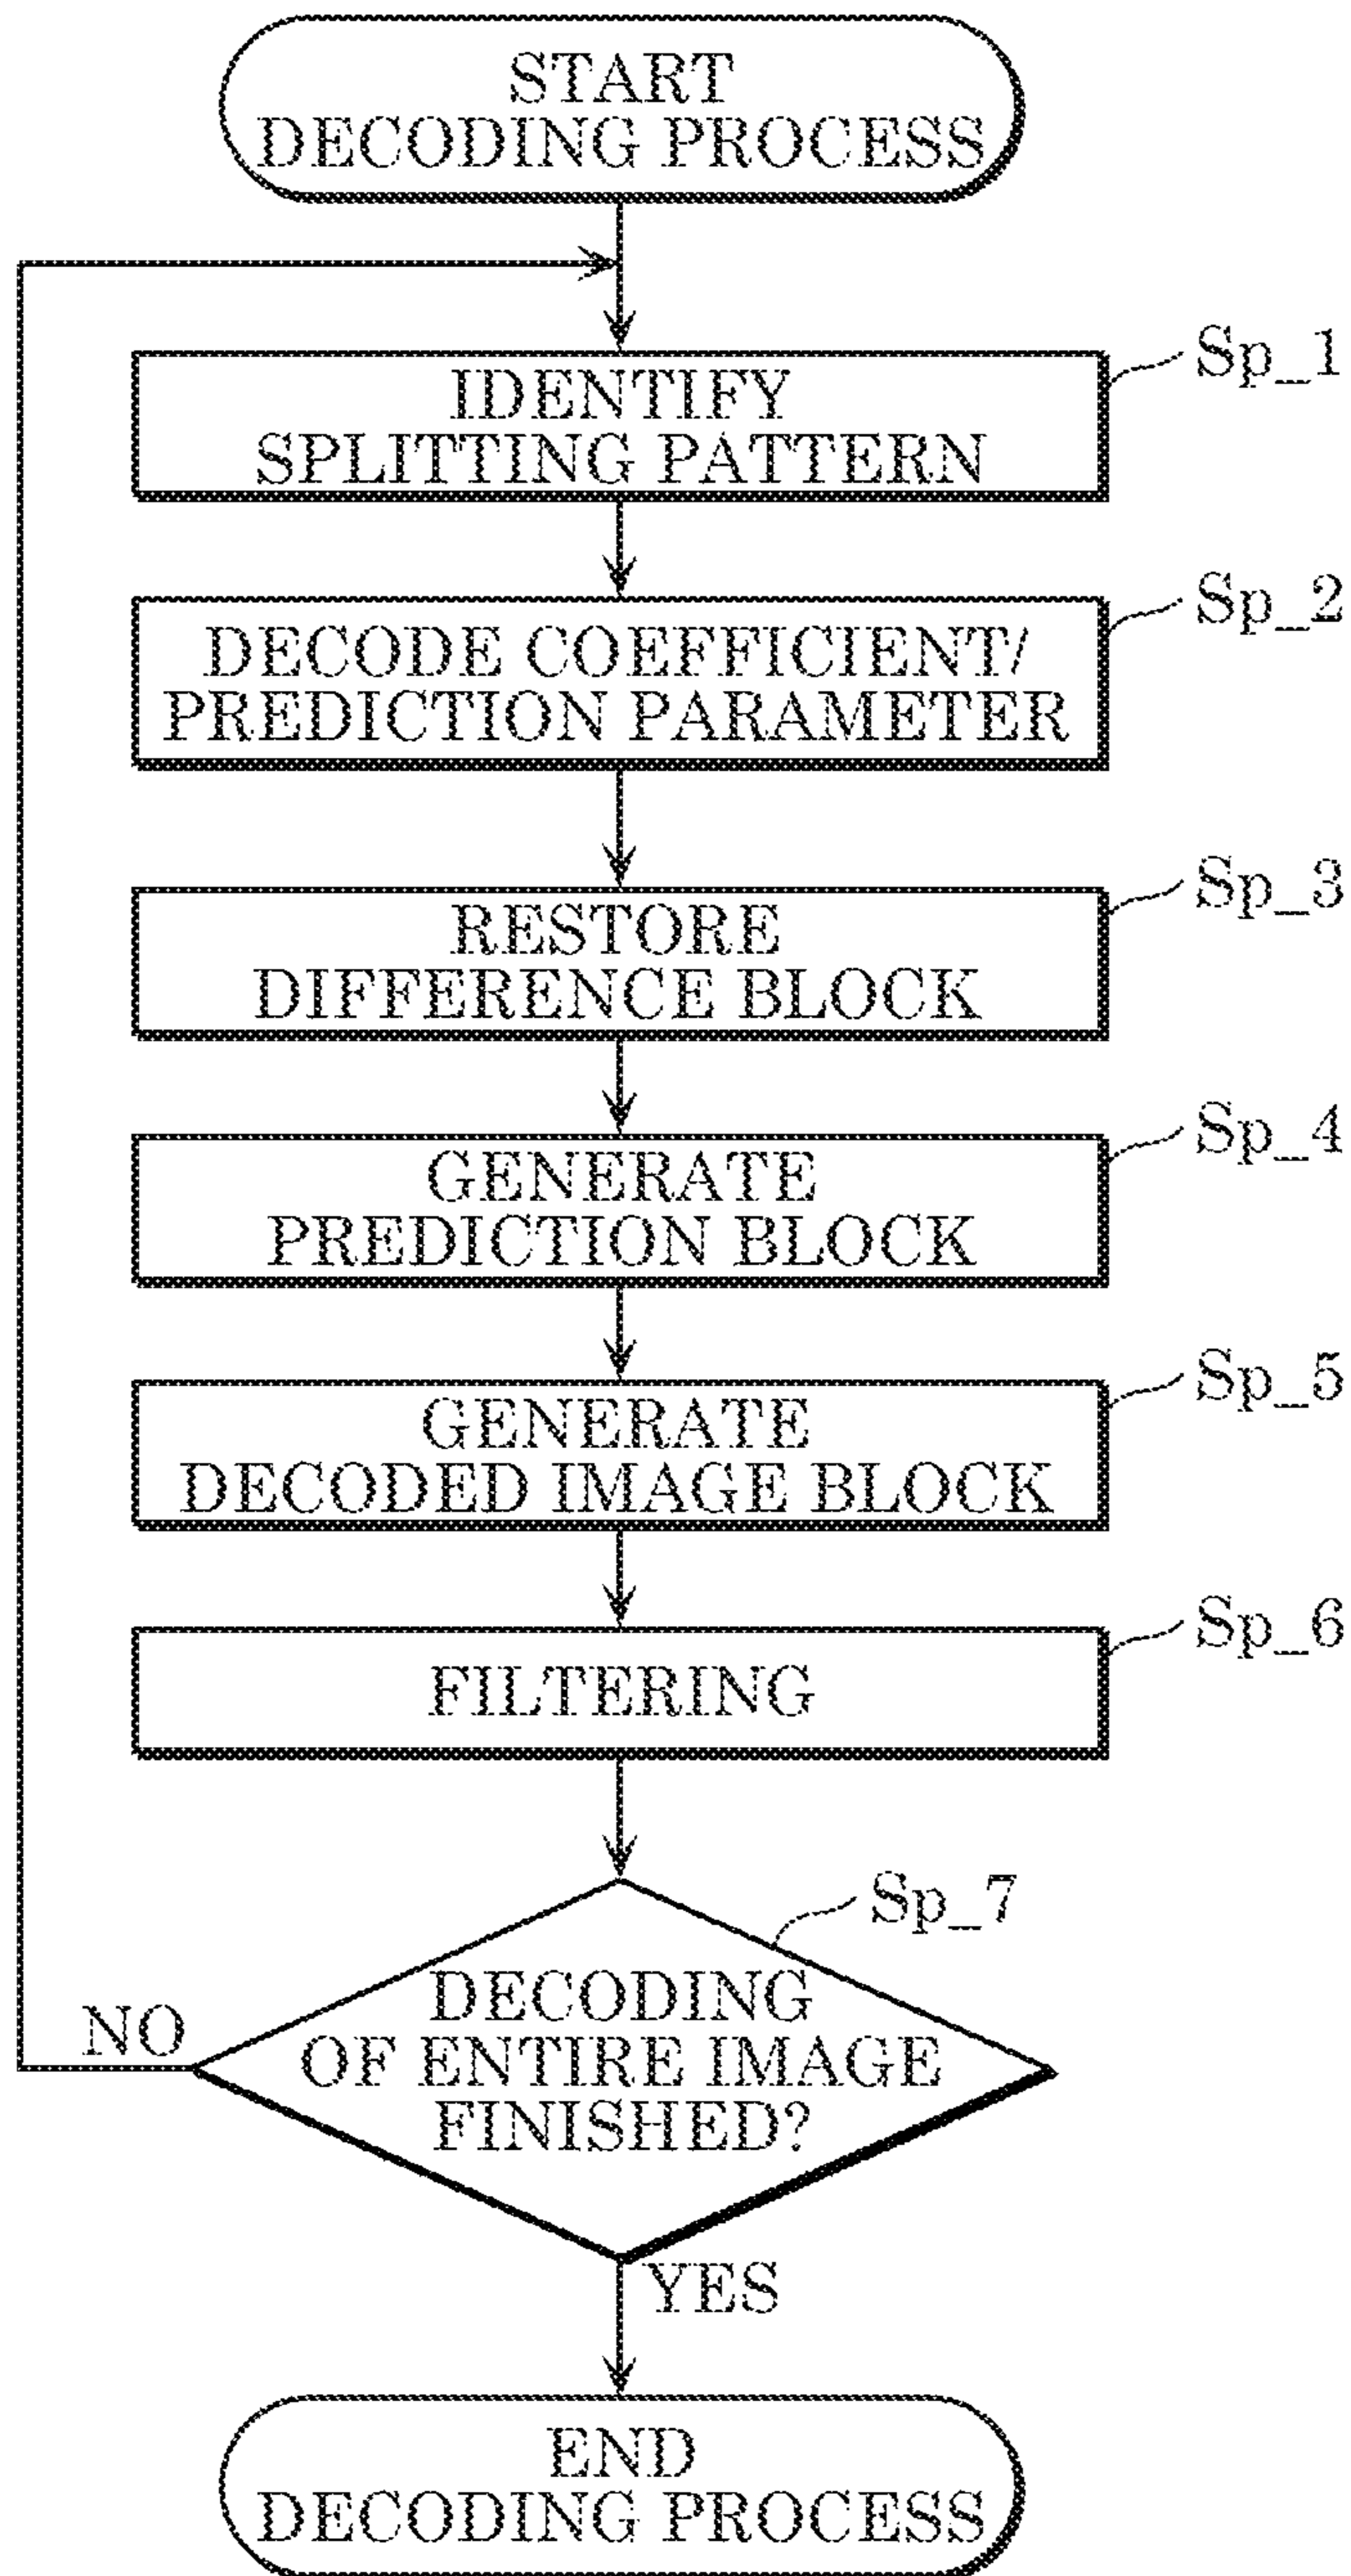 START
DECODING PROCESS
Sp_1
IDENTIFY
SPLITTING PATTERN
Sp_2
DECODE COEFFICIENT/
PREDICTION PARAMETER
Sp_3
RESTORE
DIFFERENCE BLOCK
Sp_4
GENERATE
PREDICTION BLOCK
Sp_5
GENERATE
DECODED IMAGE BLOCK
Sp_6
FILTERING
Sp_7
DECODING
OF ENTIRE IMAGE
FINISHED?
NO
YES
END
DECODING PROCESS